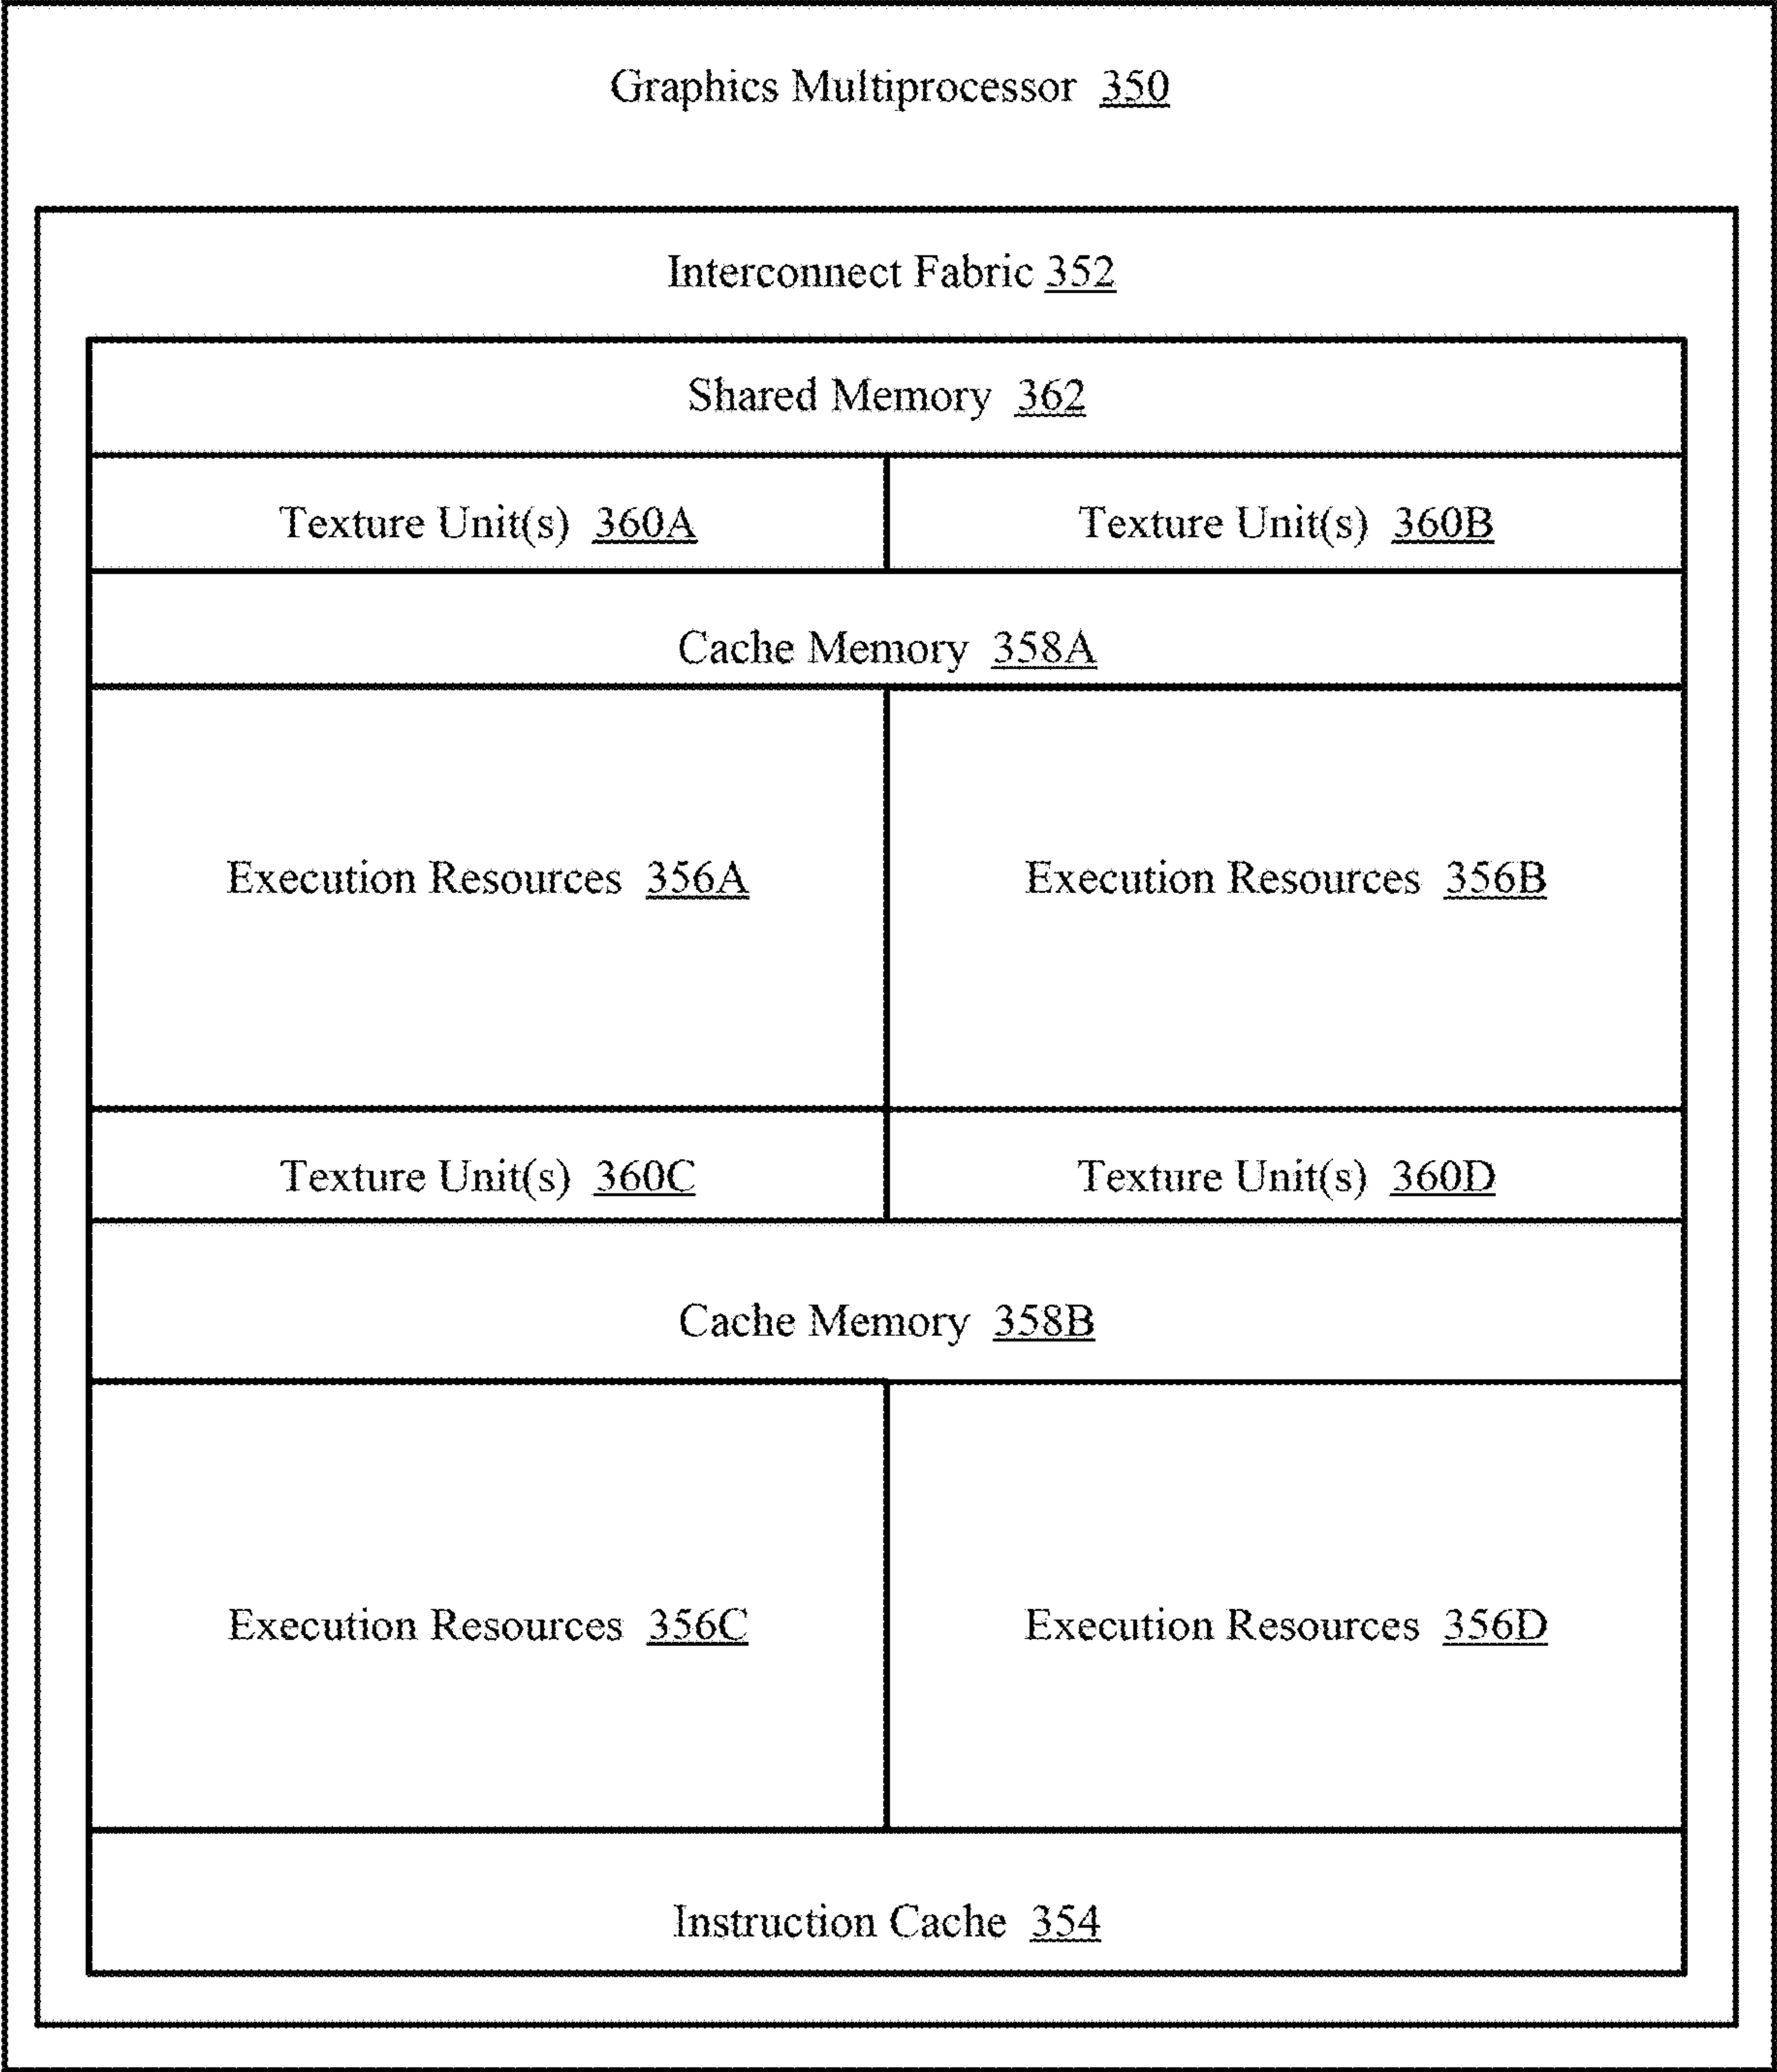 Graphics Multiprocessor 350
Interconnect Fabric 352
Shared Memory 362
Texture Unit(s) 360A
Texture Unit(s) 360B
Cache Memory 358A
Execution Resources 356A
Execution Resources 356B
Texture Unit(s) 360C
Texture Unit(s) 360D
Cache Memory 358B
Execution Resources 356C
Execution Resources 356D
Instruction Cache 354